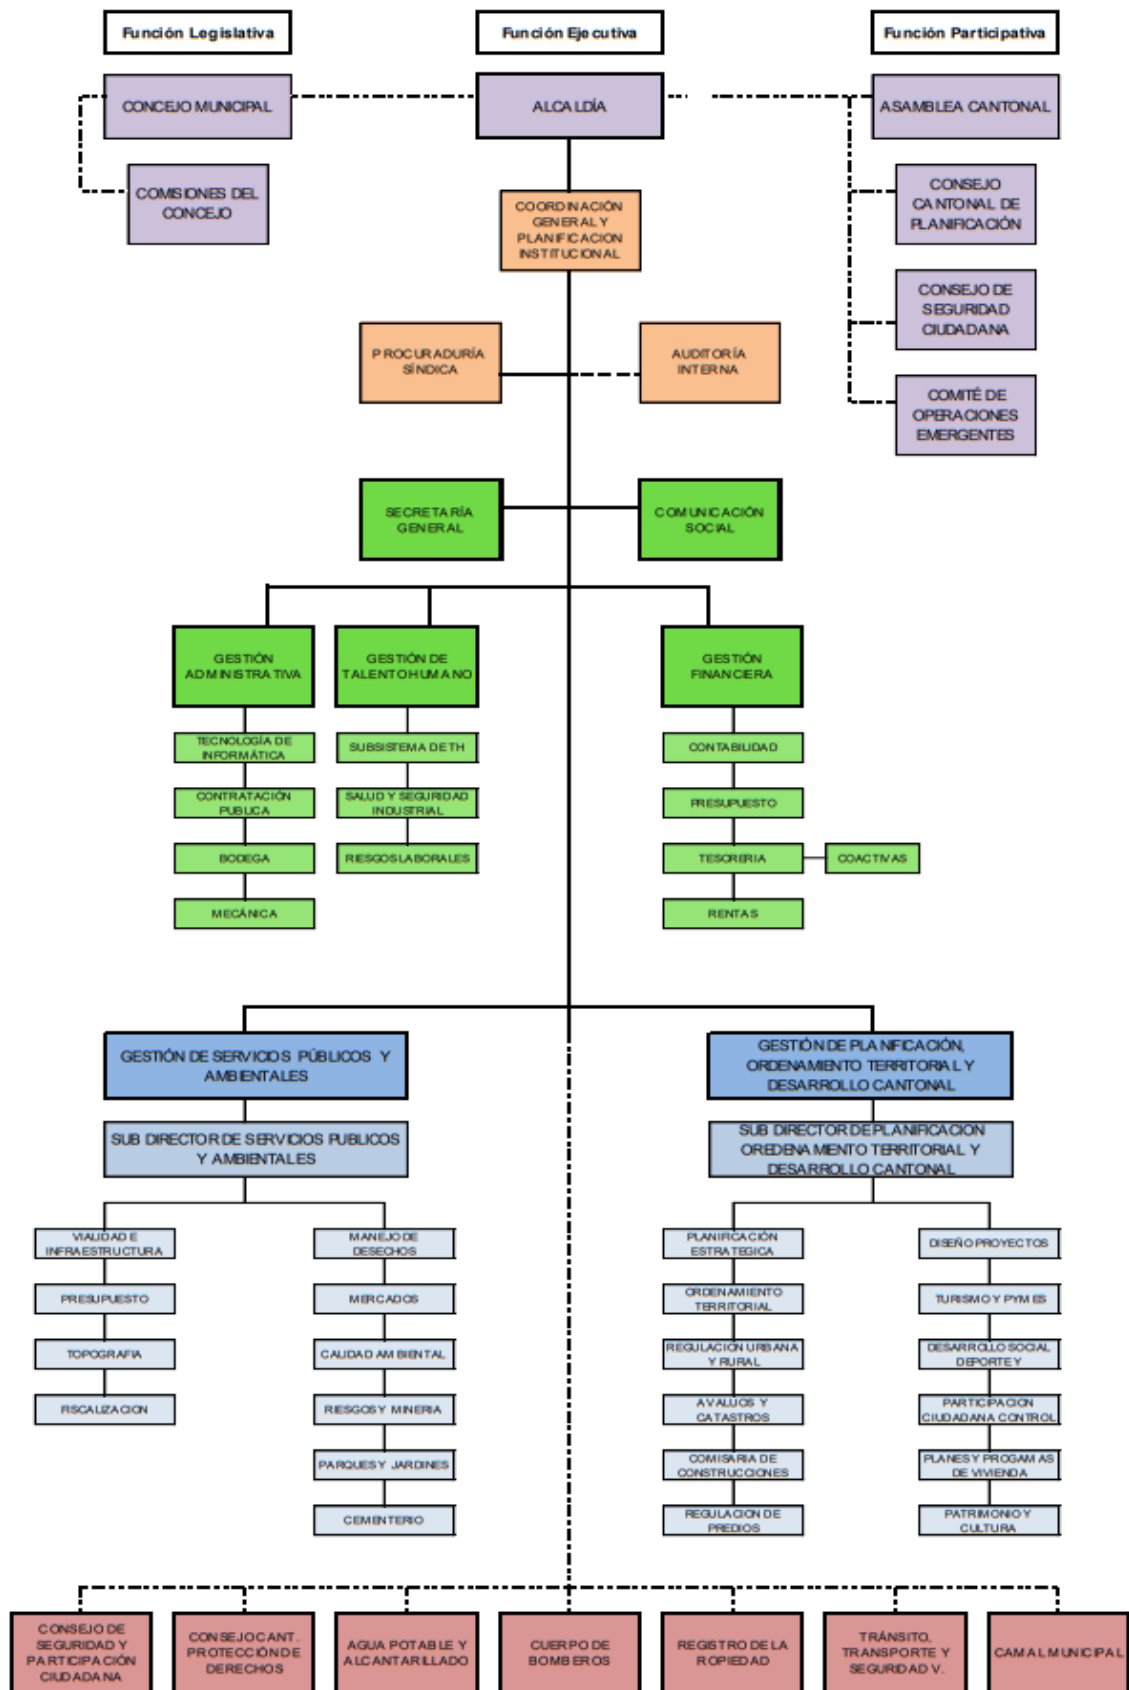 Función Legislativa
Función Ejecutiva
Función Participativa
CONCEJO MUNICIPAL
ALCALDÍA
ASAMBLEA CANTONAL
COMISIONES DEL
CONCEJO
COORDINACIÓN
GENERAL Y
PLANIFICACION
INSTITUCIONAL
CONSEJO
CANTONAL DE
PLANIFICACIÓN
CONSEJO DE
SEGURIDAD
CIUDADANA
PROCURADURÍA
SÍNDICA
AUDITORÍA
INTERNA
COMITÉ DE
OPERACIONES
EMERGENTES
SECRETARÍA
GENERAL
COMUNICACIÓN
SOCIAL
GESTIÓN
ADMINISTRATIVA
GESTIÓN DE
TALENTO HUMANO
GESTIÓN
FINANCIERA
TECNOLOGÍA DE
INFORMÁTICA
SUBSISTEMA DE TH
CONTABILIDAD
CONTRATACIÓN
PUBLICA
SALUD Y SEGURIDAD
INDUSTRIAL
PRESUPUESTO
BODEGA
RIESGOS LABORALES
TESORERIA
COACTIVAS
MECÁNICA
RENTAS
GESTIÓN DE SERVICIOS PÚBLICOS Y
AMBIENTALES
GESTIÓN DE PLANIFICACIÓN,
ORDENAMIENTO TERRITORIAL Y
DESARROLLO CANTONAL
SUB DIRECTOR DE SERVICIOS PUBLICOS
Y AMBIENTALES
SUB DIRECTOR DE PLANIFICACION
OREDENAMIENTO TERRITORIAL Y
DESARROLLO CANTONAL
VIALIDAD E
INFRAESTRUCTURA
MANEJO DE
DESECHOS
PLANIFICACIÓN
ESTRATEGICA
DISEÑO PROYECTOS
PRESUPUESTO
MERCADOS
ORDENAMIENTO
TERRITORIAL
TURISMO Y PYMES
TOPOGRAFIA
CALIDAD AMBIENTAL
REGULACION URBANA
Y RURAL
DESARROLLO SOCIAL
DEPORTE Y
FISCALIZACION
RIESGOS Y MINERIA
AVALUOS Y
CATASTROS
PARTICIPACION
CIUDADANA CONTROL
PARQUES Y JARDINES
COMISARIA DE
CONSTRUCCIONES
PLANES Y PROGAMAS
DE VIVIENDA
CEMENTERIO
REGULACION DE
PREDIOS
PATRIMONIO Y
CULTURA
CONSEJO DE
SEGURIDAD Y
PARTICIPACIÓN
CIUDADANA
CONSEJO CANT.
PROTECCIÓN DE
DERECHOS
AGUA POTABLE Y
ALCANTARILLADO
CUERPO DE
BOMBEROS
REGISTRO DE LA
ROPIEDAD
TRÁNSITO,
TRANSPORTE Y
SEGURIDAD V.
CAMAL MUNICIPAL